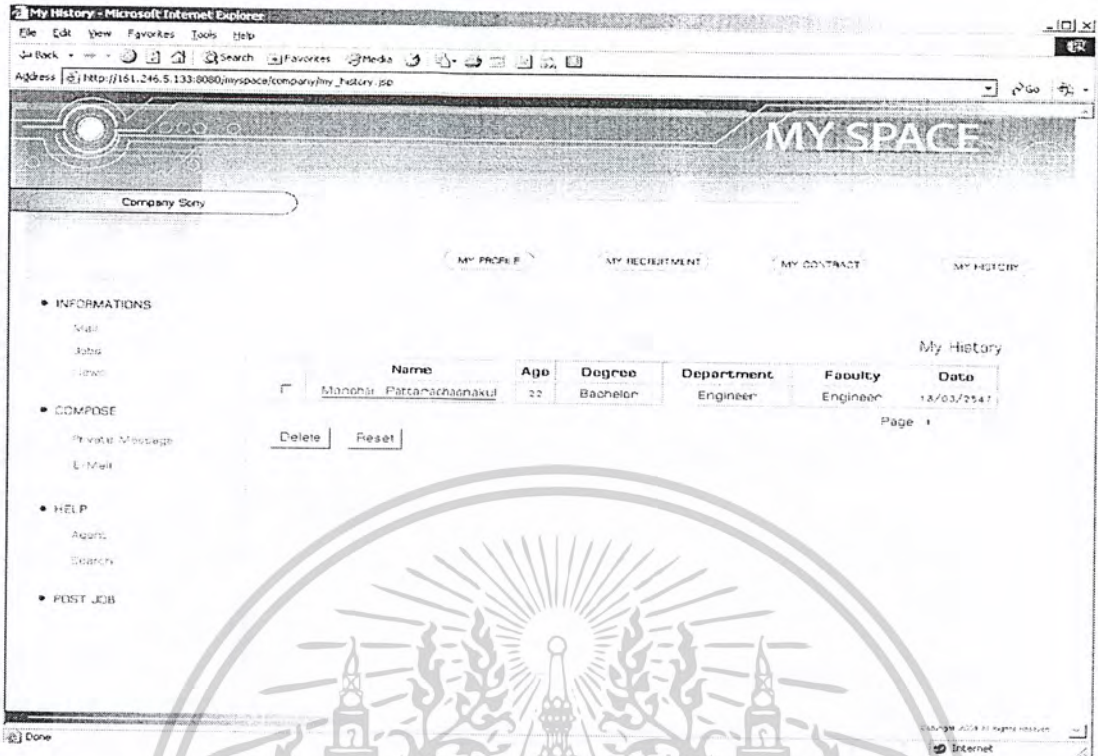 My History - Microsoft Internet Explorer
File Edit View Favorites Tools Help
Back Search Favorites Media
Address http://161.246.5.133:8080/myspace/company/my_history.jsp Go
MY SPACE
Company Sony
MY PROFILE MY RECRUITMENT MY CONTRACT MY HISTORY
INFORMATIONS
Mail
Jobs
News
COMPOSE
Private Message
E-Mail
HELP
Agent
Search
POST JOB
My History
Name Age Degree Department Faculty Date
22 Bachelor Engineer Engineer 18/03/2547
Page 1
Delete Reset
Done
Internet